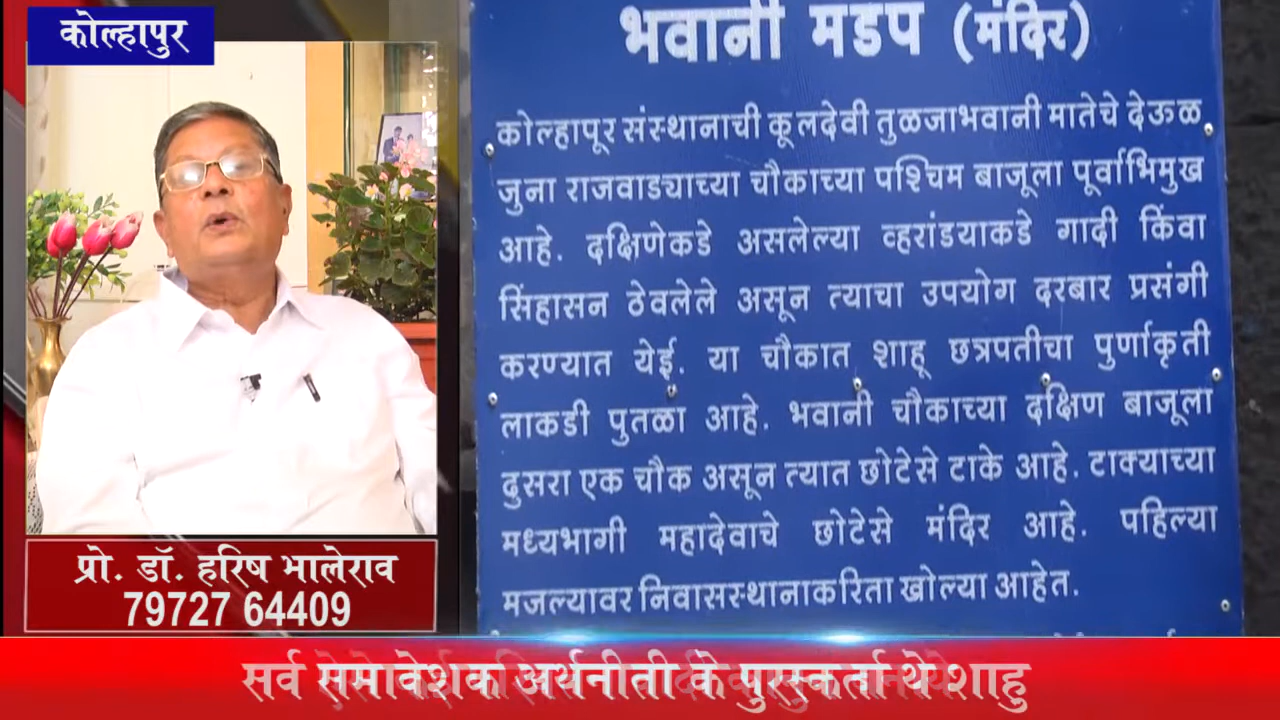 कोल्हापुर
भवानी मडप (मंदिर)
कोल्हापूर संस्थानाची कूलदेवी तुळजाभवानी मातेचे देऊळ
जुना राजवाड्याच्या चौकाच्या पश्चिम बाजूला पूर्वाभिमुख
आहे. दक्षिणेकडे असलेल्या व्हरांडयाकडे गादी किंवा
सिंहासन ठेवलेले असून त्याचा उपयोग दरबार प्रसंगी
करण्यात येई. या चौकात शाहू छत्रपतीचा पुर्णाकृती
लाकडी पुतळा आहे. भवानी चौकाच्या दक्षिण बाजूला
दुसरा एक चौक असून त्यात छोटेसे टाके आहे. टाक्याच्या
मध्यभागी महादेवाचे छोटेसे मंदिर आहे. पहिल्या
मजल्यावर निवासस्थानाकरिता खोल्या आहेत.
प्रो. डॉ. हरिष भालेराव
79727 64409
सर्व समावेशक अर्थनीती के पुरस्कर्ता थे शाहु